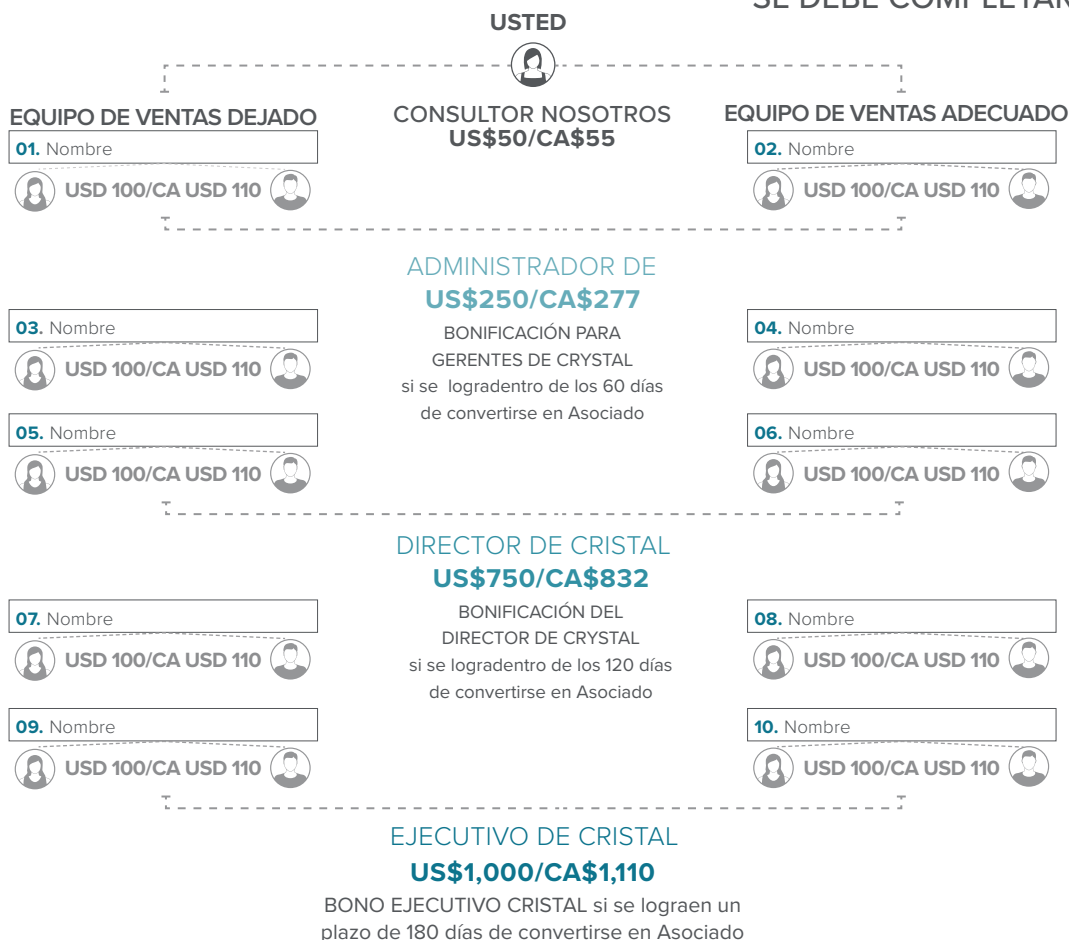 SE DEBE COMPLETAR
USTED
EQUIPO DE VENTAS DEJADO
CONSULTOR NOSOTROS
US$50/CA$55
EQUIPO DE VENTAS ADECUADO
01. Nombre
02. Nombre
USD 100/CA USD 110
USD 100/CA USD 110
ADMINISTRADOR DE
US$250/CA$277
BONIFICACIÓN PARA
GERENTES DE CRYSTAL
si se logradentro de los 60 días
de convertirse en Asociado
03. Nombre
04. Nombre
USD 100/CA USD 110
USD 100/CA USD 110
05. Nombre
06. Nombre
USD 100/CA USD 110
USD 100/CA USD 110
DIRECTOR DE CRISTAL
US$750/CA$832
BONIFICACIÓN DEL
DIRECTOR DE CRYSTAL
si se logradentro de los 120 días
de convertirse en Asociado
07. Nombre
08. Nombre
USD 100/CA USD 110
USD 100/CA USD 110
09. Nombre
10. Nombre
USD 100/CA USD 110
USD 100/CA USD 110
EJECUTIVO DE CRISTAL
US$1,000/CA$1,110
BONO EJECUTIVO CRISTAL si se lograen un
plazo de 180 días de convertirse en Asociado